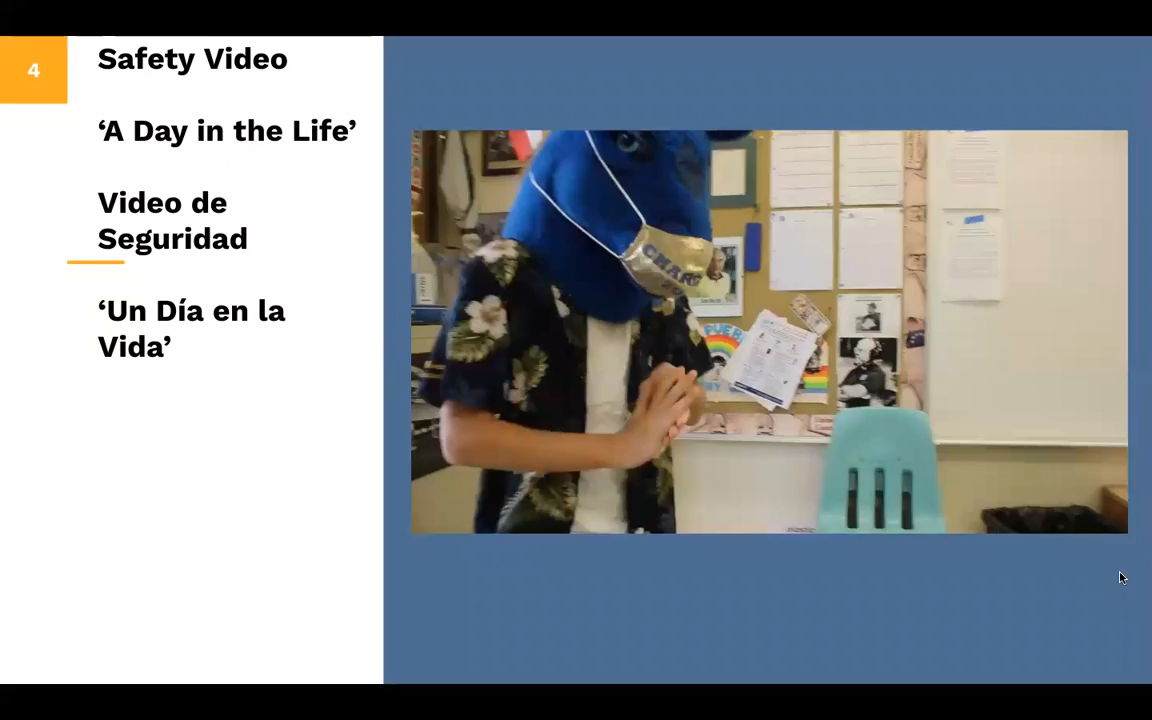 4
Safety Video
‘A Day in the Life’
Video de
Seguridad
‘Un Día en la
Vida’